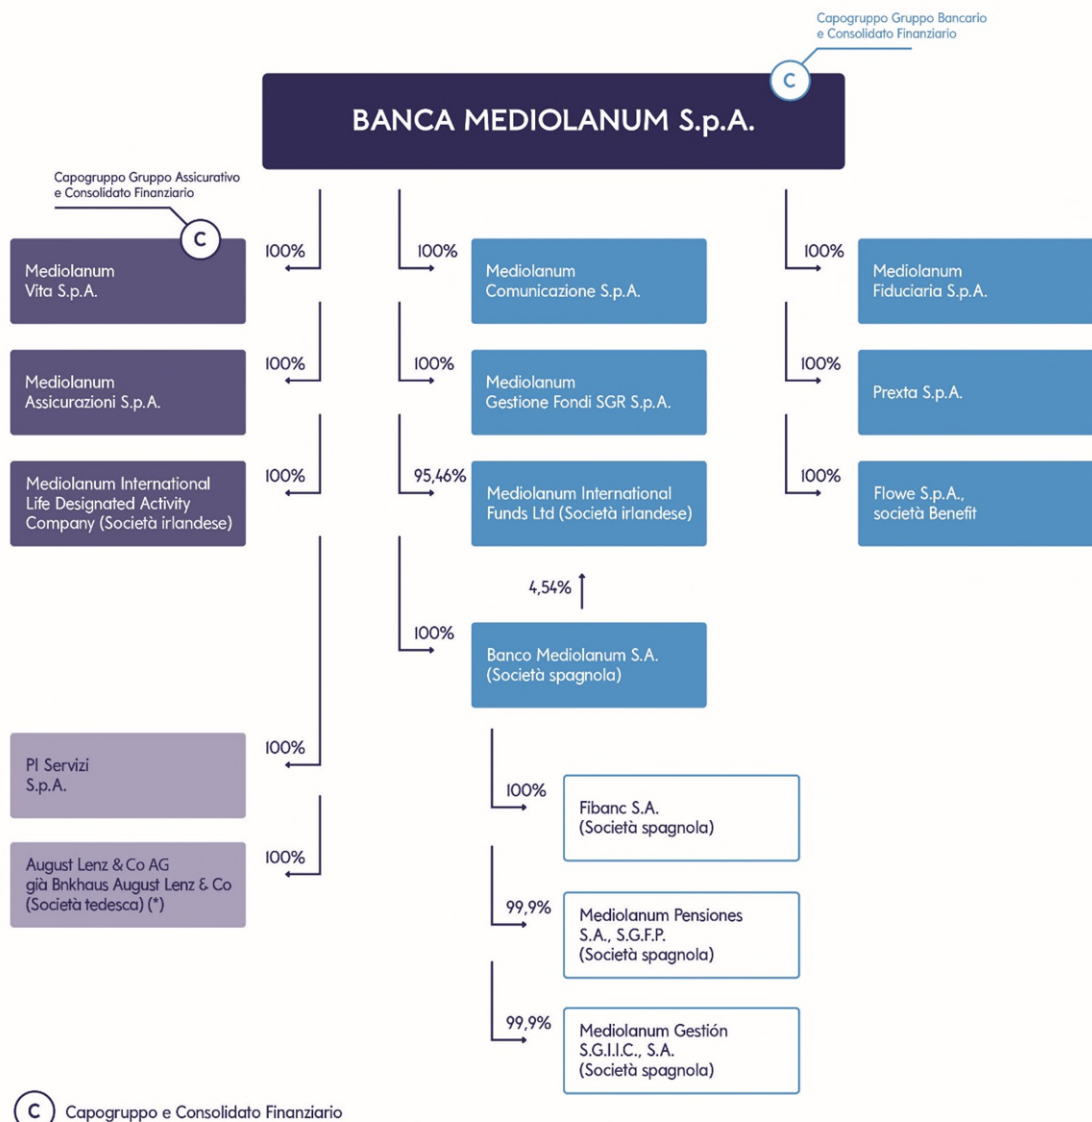 Capogruppo Gruppo Bancario
e Consolidato Finanziario
C
BANCA MEDIOLANUM S.p.A.
Capogruppo Gruppo Assicurativo
e Consolidato Finanziario
C
100%
Mediolanum
Vita S.p.A.
100%
Mediolanum
Comunicazione S.p.A.
100%
Mediolanum
Fiduciaria S.p.A.
100%
Mediolanum
Assicurazioni S.p.A.
100%
Mediolanum
Gestione Fondi SGR S.p.A.
100%
Prexta S.p.A.
100%
Mediolanum International
Life Designated Activity
Company (Società irlandese)
95,46%
Mediolanum International
Funds Ltd (Società irlandese)
100%
Flowe S.p.A.,
società Benefit
4,54%
100%
Banco Mediolanum S.A.
(Società spagnola)
100%
PI Servizi
S.p.A.
100%
Fibanc S.A.
(Società spagnola)
100%
August Lenz & Co AG
già Bnkhaus August Lenz & Co
(Società tedesca) (*)
99,9%
Mediolanum Pensiones
S.A., S.G.F.P.
(Società spagnola)
99,9%
Mediolanum Gestión
S.G.I.I.C., S.A.
(Società spagnola)
C Capogruppo e Consolidato Finanziario